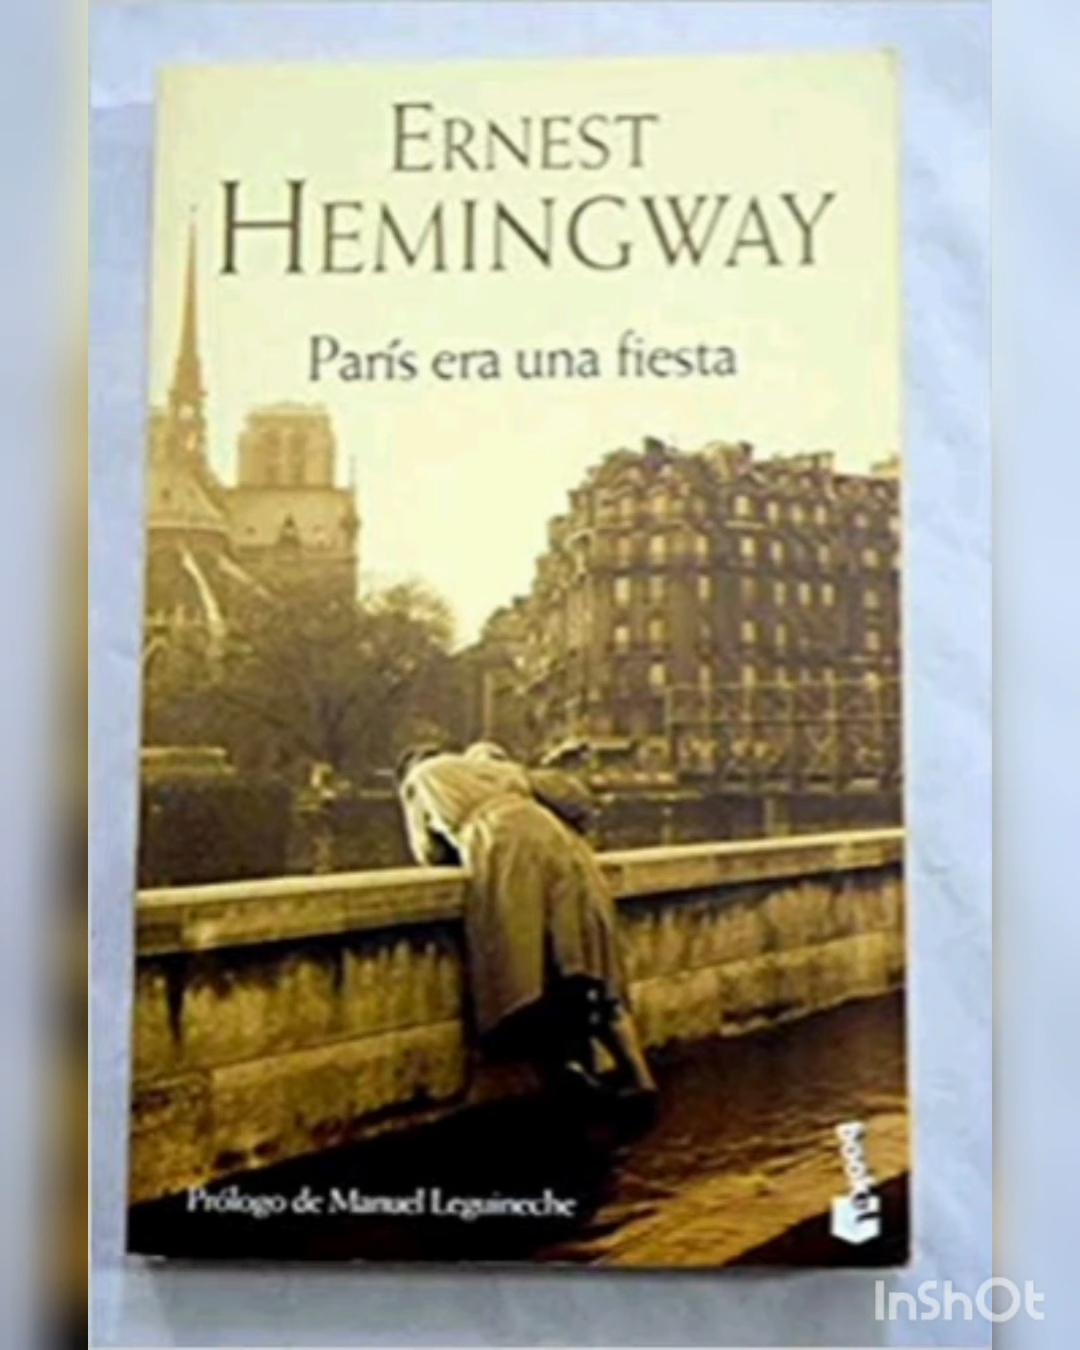 ERNEST
HEMINGWAY
París era una fiesta
Prólogo de Manuel Leguineche
booket
InShOt